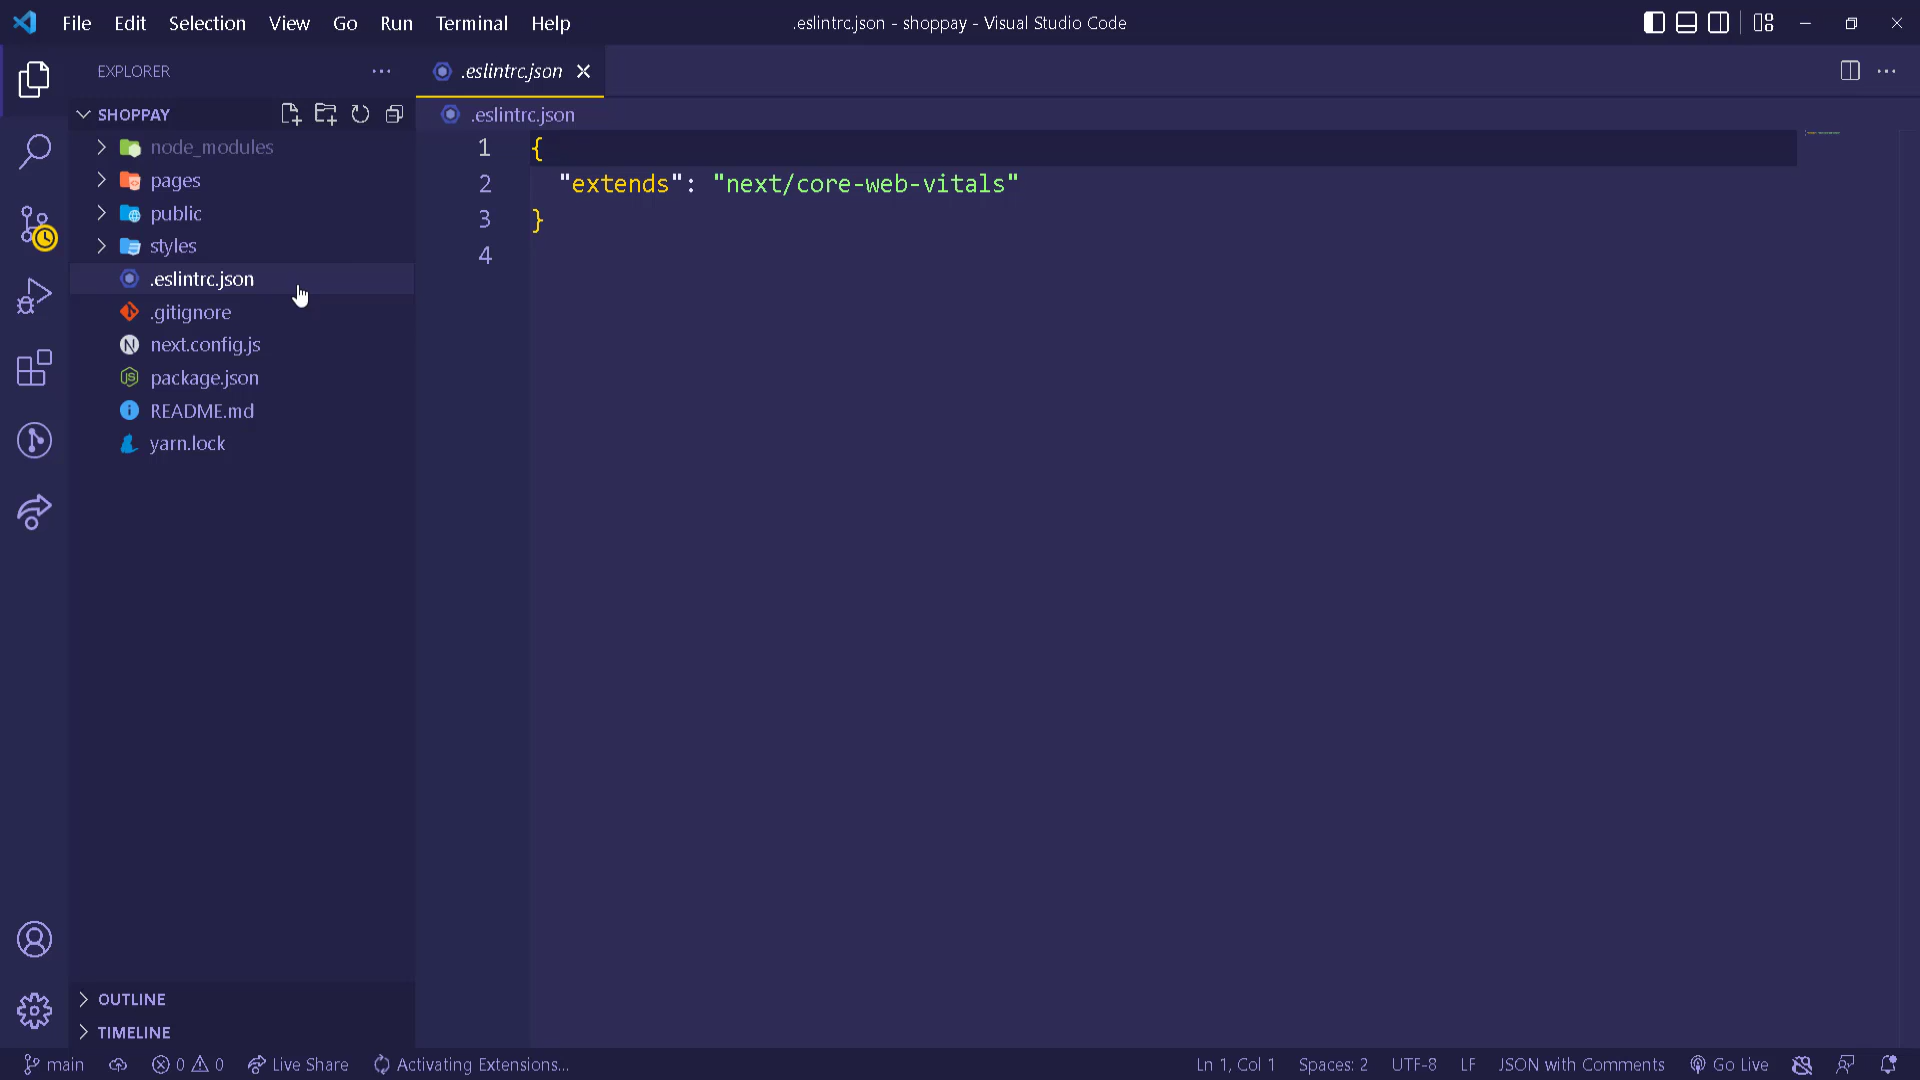 File Edit Selection View Go Run Terminal Help
.eslintrc.json - shoppay - Visual Studio Code
EXPLORER
.eslintrc.json
SHOPPAY
.eslintrc.json
node_modules
pages
public
styles
.eslintrc.json
.gitignore
next.config.js
package.json
README.md
yarn.lock
1 {
2 "extends": "next/core-web-vitals"
3 }
4
OUTLINE
TIMELINE
main 0 0 Live Share Activating Extensions... Ln 1, Col 1 Spaces: 2 UTF-8 LF JSON with Comments Go Live